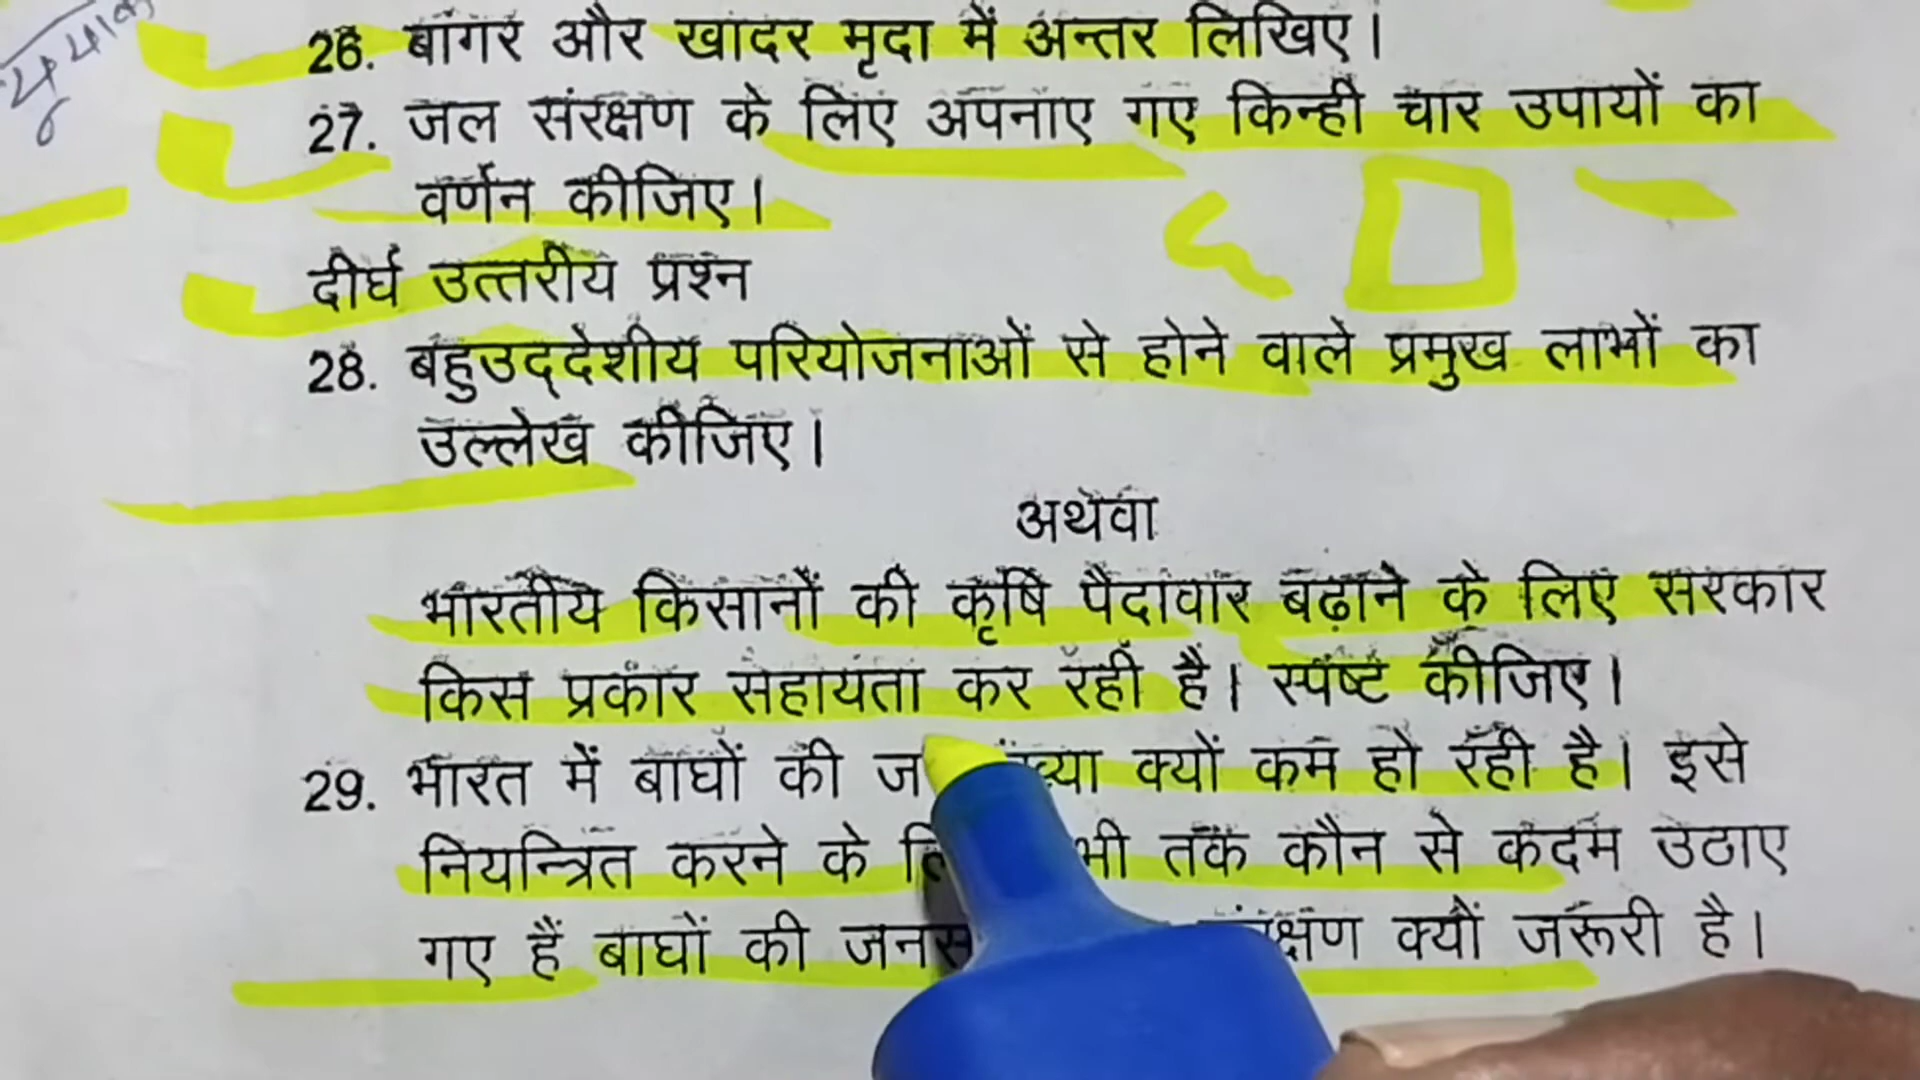 26. बांगर और खादर मृदा में अन्तर लिखिए।
27. जल संरक्षण के लिए अपनाए गए किन्ही चार उपायों का
वर्णन कीजिए।
दीर्घ उत्तरीय प्रश्न
28. बहुउद्देशीय परियोजनाओं से होने वाले प्रमुख लाभों का
उल्लेख कीजिए।
अथवा
भारतीय किसानों की कृषि पैदावार बढ़ाने के लिए सरकार
किस प्रकार सहायता कर रही है। स्पष्ट कीजिए।
29. भारत में बाघों की क्यों कम हो रही है। इसे
नियन्त्रित करने के तक कौन से कदम उठाए
गए हैं बाघों की क्यों जरूरी है।